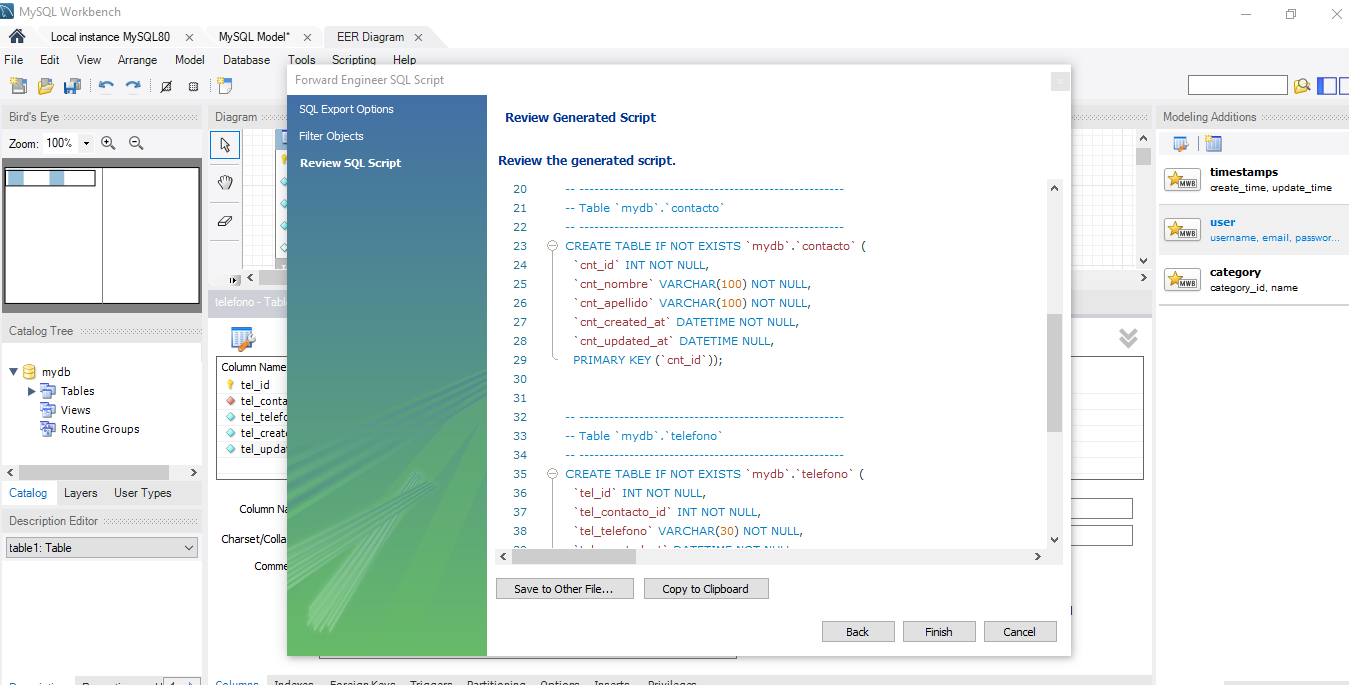 MySQL Workbench
Local instance MySQL80
MySQL Model*
EER Diagram
File Edit View Arrange Model Database Tools Scripting Help
Bird's Eye
Zoom: 100%
Diagram
Catalog Tree
mydb
Tables
Views
Routine Groups
Catalog Layers User Types
Description Editor
table1: Table
telefono - Tabl
Column Name
tel_id
tel_conta
tel_telefo
tel_create
tel_updat
Column Na
Charset/Colla
Comme
Forward Engineer SQL Script
SQL Export Options
Filter Objects
Review SQL Script
Review Generated Script
Review the generated script.
20 -- ---------------------------------------------------
21 -- Table `mydb`.`contacto`
22 -- ---------------------------------------------------
23 CREATE TABLE IF NOT EXISTS `mydb`.`contacto` (
24 `cnt_id` INT NOT NULL,
25 `cnt_nombre` VARCHAR(100) NOT NULL,
26 `cnt_apellido` VARCHAR(100) NOT NULL,
27 `cnt_created_at` DATETIME NOT NULL,
28 `cnt_updated_at` DATETIME NULL,
29 PRIMARY KEY (`cnt_id`));
30
31
32 -- ---------------------------------------------------
33 -- Table `mydb`.`telefono`
34 -- ---------------------------------------------------
35 CREATE TABLE IF NOT EXISTS `mydb`.`telefono` (
36 `tel_id` INT NOT NULL,
37 `tel_contacto_id` INT NOT NULL,
38 `tel_telefono` VARCHAR(30) NOT NULL,
Save to Other File...
Copy to Clipboard
Back
Finish
Cancel
Modeling Additions
timestamps
create_time, update_time
user
username, email, passwor...
category
category_id, name
MWB
MWB
MWB
Columns Indexes Foreign Keys Triggers Partitioning Options Inserts Privileges